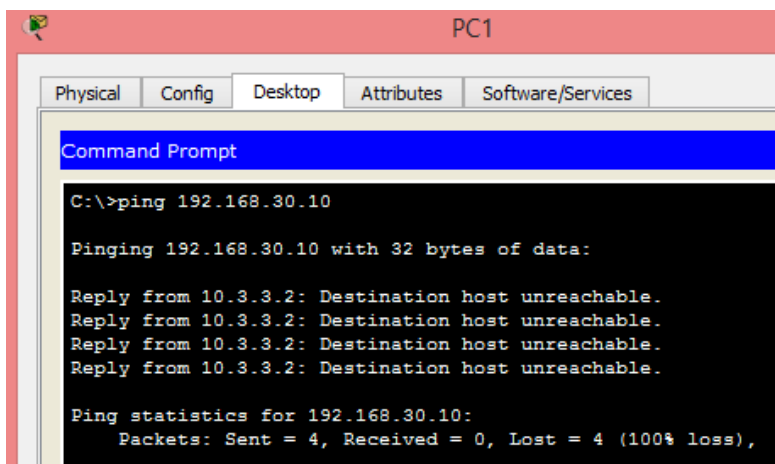 PC1
Physical Config Desktop Attributes Software/Services
Command Prompt
C:\>ping 192.168.30.10
Pinging 192.168.30.10 with 32 bytes of data:
Reply from 10.3.3.2: Destination host unreachable.
Reply from 10.3.3.2: Destination host unreachable.
Reply from 10.3.3.2: Destination host unreachable.
Reply from 10.3.3.2: Destination host unreachable.
Ping statistics for 192.168.30.10:
Packets: Sent = 4, Received = 0, Lost = 4 (100% loss),